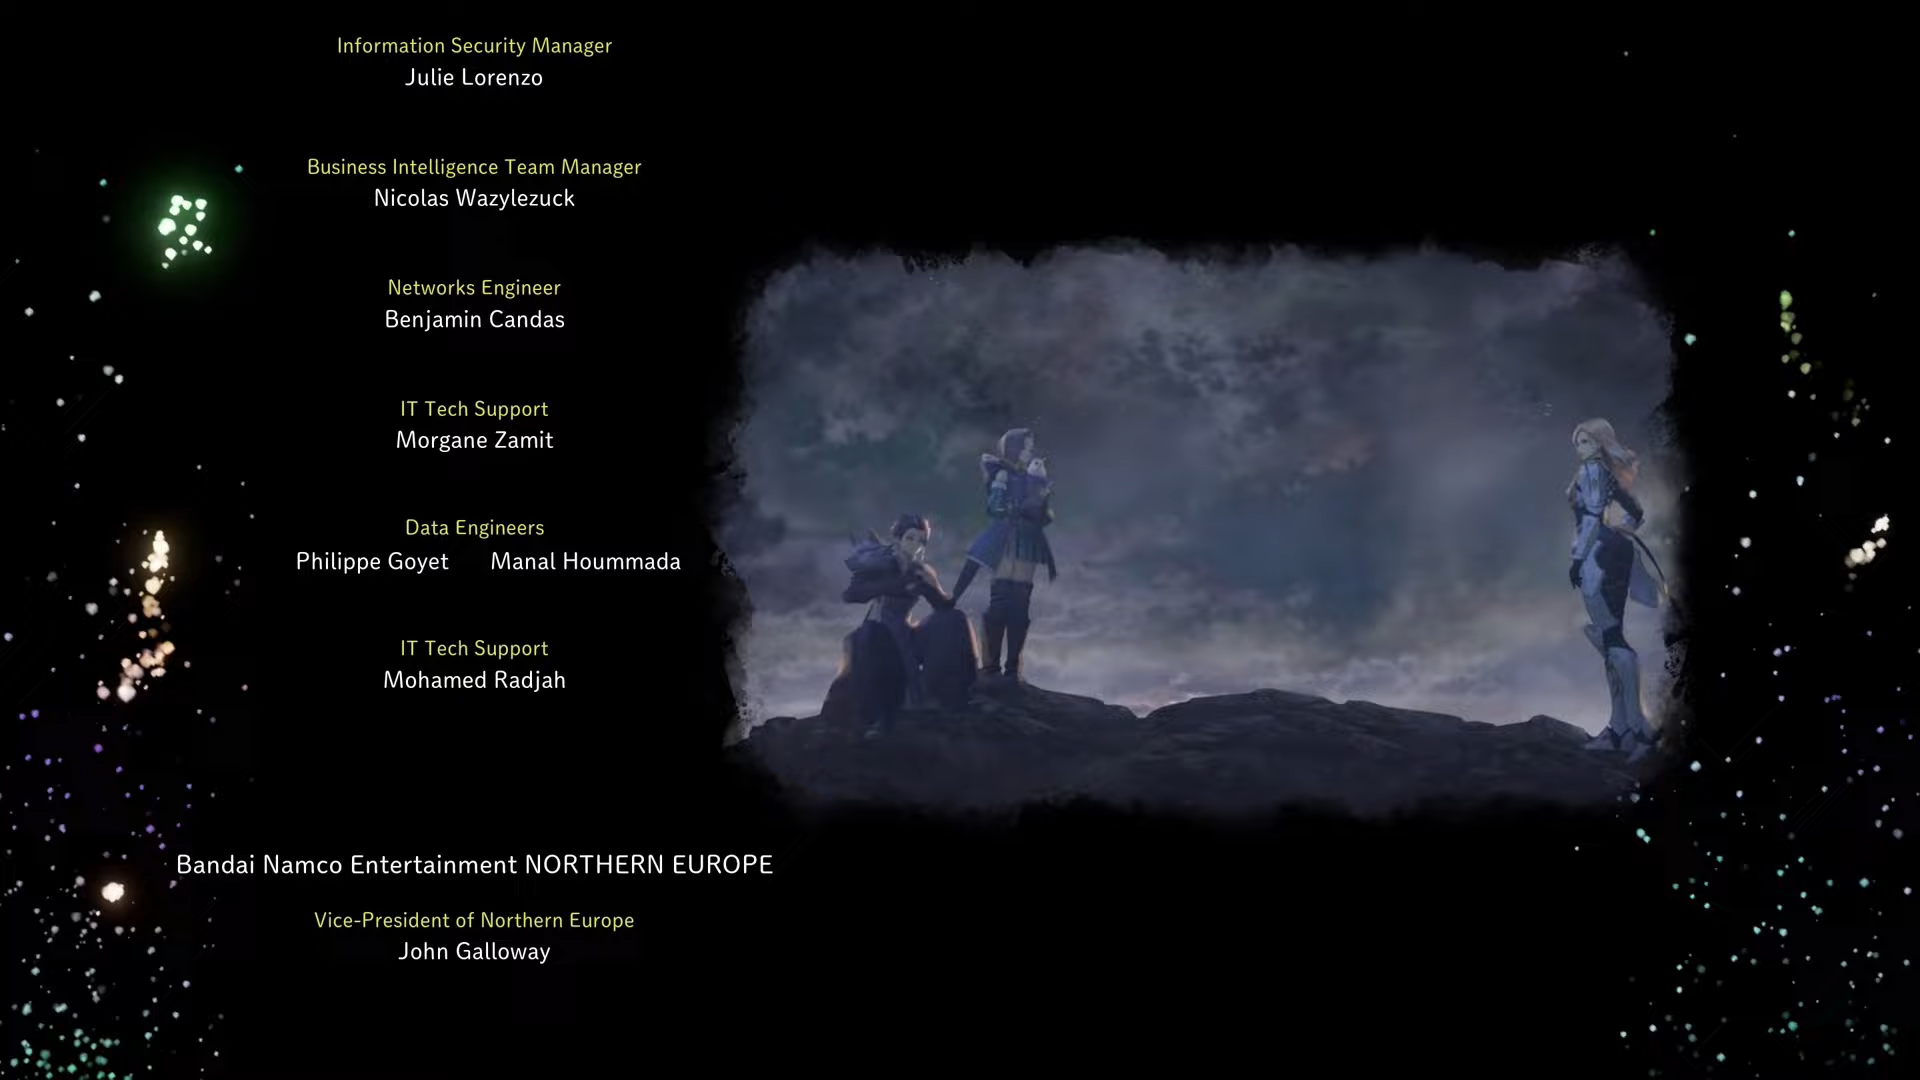 Information Security Manager
Julie Lorenzo
Business Intelligence Team Manager
Nicolas Wazylezuck
Networks Engineer
Benjamin Candas
IT Tech Support
Morgane Zamit
Data Engineers
Philippe Goyet Manal Hoummada
IT Tech Support
Mohamed Radjah
Bandai Namco Entertainment NORTHERN EUROPE
Vice-President of Northern Europe
John Galloway